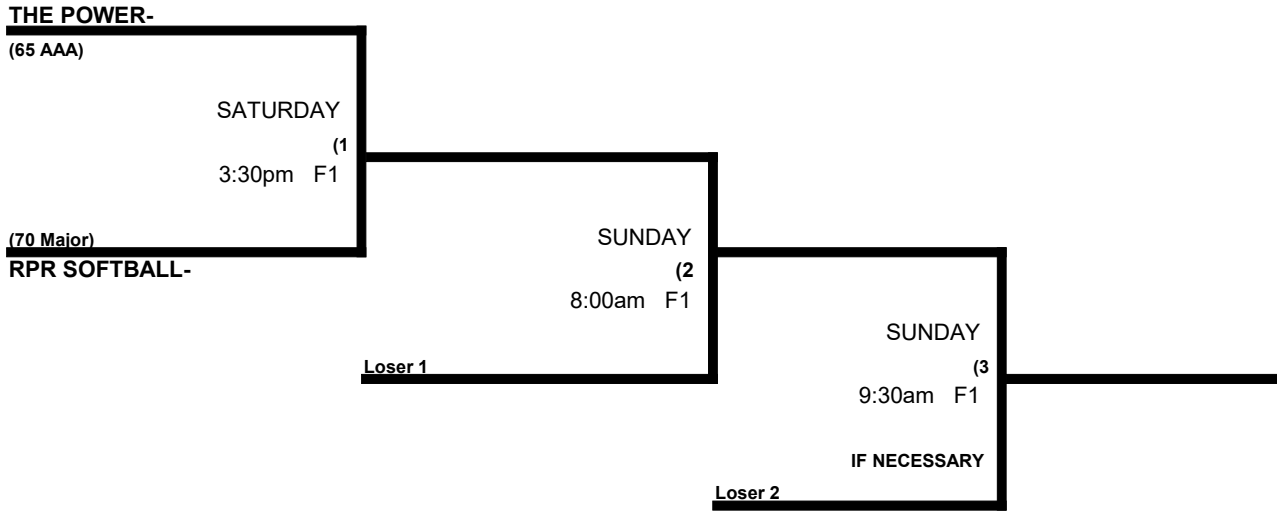 THE POWER-
(65 AAA)
SATURDAY
(1
3:30pm F1
(70 Major)
RPR SOFTBALL-
SUNDAY
(2
8:00am F1
Loser 1
SUNDAY
(3
9:30am F1
IF NECESSARY
Loser 2